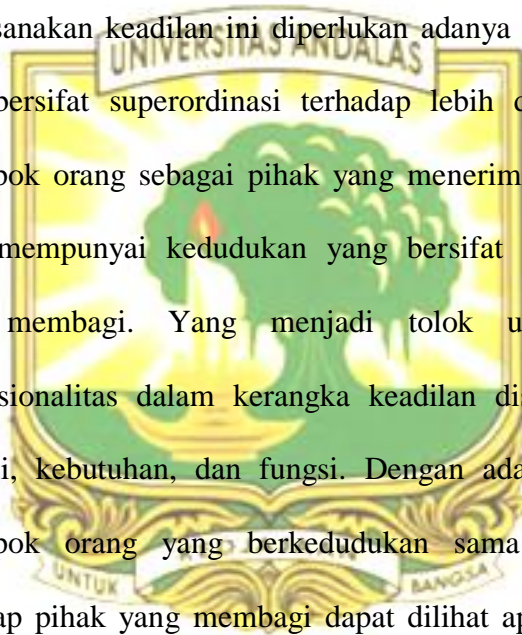 sanakan keadilan ini diperlukan adanya
UNIVERSITAS ANDALAS
bersifat superordinasi terhadap lebih d
ok orang sebagai pihak yang menerim
mempunyai kedudukan yang bersifat
membagi. Yang menjadi tolok u
sionalitas dalam kerangka keadilan dis
i, kebutuhan, dan fungsi. Dengan ada
ok orang yang berkedudukan sama
UNTUK BANGSA
ap pihak yang membagi dapat dilihat ap